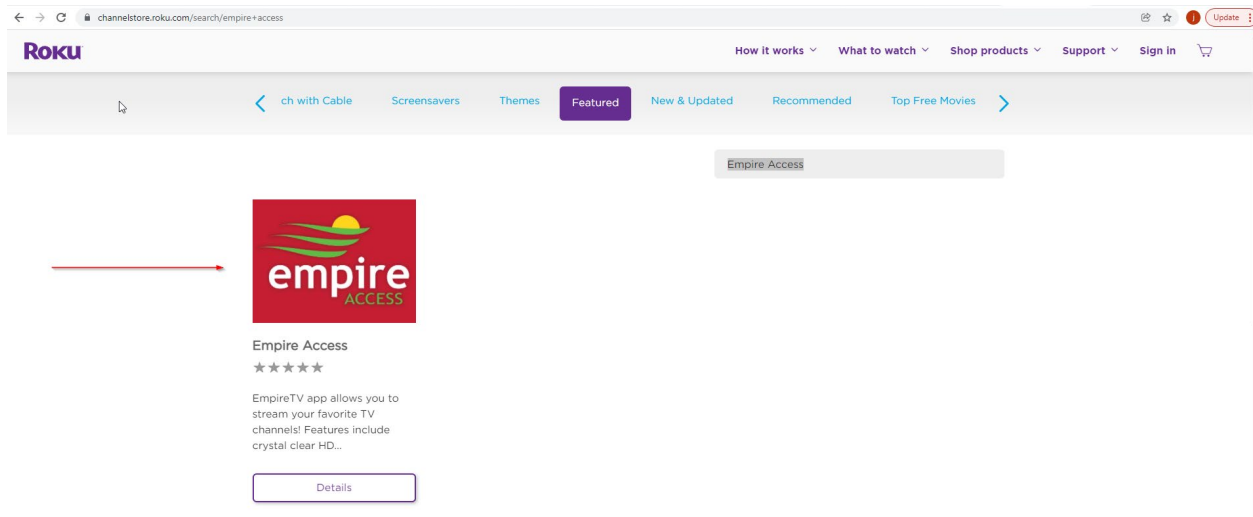 channelstore.roku.com/search/empire+access
j
Update
Roku
How it works
What to watch
Shop products
Support
Sign in
ch with Cable
Screensavers
Themes
Featured
New & Updated
Recommended
Top Free Movies
Empire Access
empire
ACCESS
Empire Access
EmpireTV app allows you to
stream your favorite TV
channels! Features include
crystal clear HD...
Details